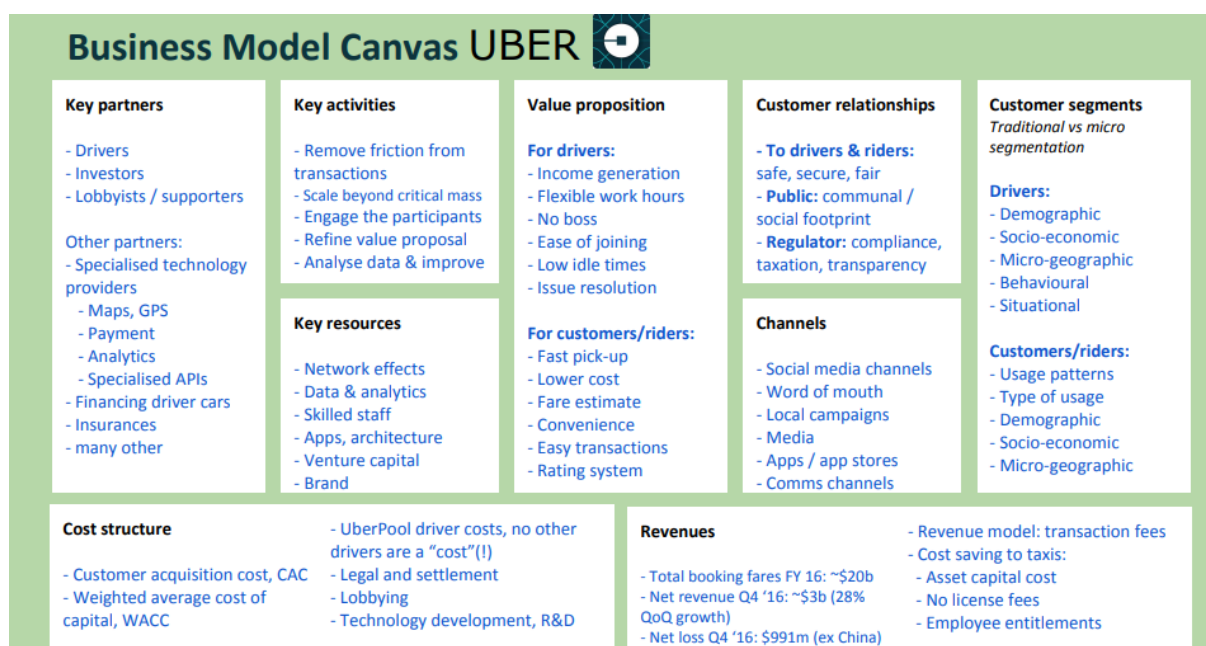 Business Model Canvas UBER
Key partners
- Drivers
- Investors
- Lobbyists / supporters
Other partners:
- Specialised technology
providers
- Maps, GPS
- Payment
- Analytics
- Specialised APIs
- Financing driver cars
- Insurances
- many other
Key activities
- Remove friction from
transactions
- Scale beyond critical mass
- Engage the participants
- Refine value proposal
- Analyse data & improve
Key resources
- Network effects
- Data & analytics
- Skilled staff
- Apps, architecture
- Venture capital
- Brand
Value proposition
For drivers:
- Income generation
- Flexible work hours
- No boss
- Ease of joining
- Low idle times
- Issue resolution
For customers/riders:
- Fast pick-up
- Lower cost
- Fare estimate
- Convenience
- Easy transactions
- Rating system
Customer relationships
- To drivers & riders:
safe, secure, fair
- Public: communal /
social footprint
- Regulator: compliance,
taxation, transparency
Channels
- Social media channels
- Word of mouth
- Local campaigns
- Media
- Apps / app stores
- Comms channels
Customer segments
Traditional vs micro
segmentation
Drivers:
- Demographic
- Socio-economic
- Micro-geographic
- Behavioural
- Situational
Customers/riders:
- Usage patterns
- Type of usage
- Demographic
- Socio-economic
- Micro-geographic
Cost structure
- Customer acquisition cost, CAC
- Weighted average cost of
capital, WACC
- UberPool driver costs, no other
drivers are a “cost”(!)
- Legal and settlement
- Lobbying
- Technology development, R&D
Revenues
- Total booking fares FY 16: ~$20b
- Net revenue Q4 ‘16: ~$3b (28%
QoQ growth)
- Net loss Q4 ‘16: $991m (ex China)
- Revenue model: transaction fees
- Cost saving to taxis:
- Asset capital cost
- No license fees
- Employee entitlements